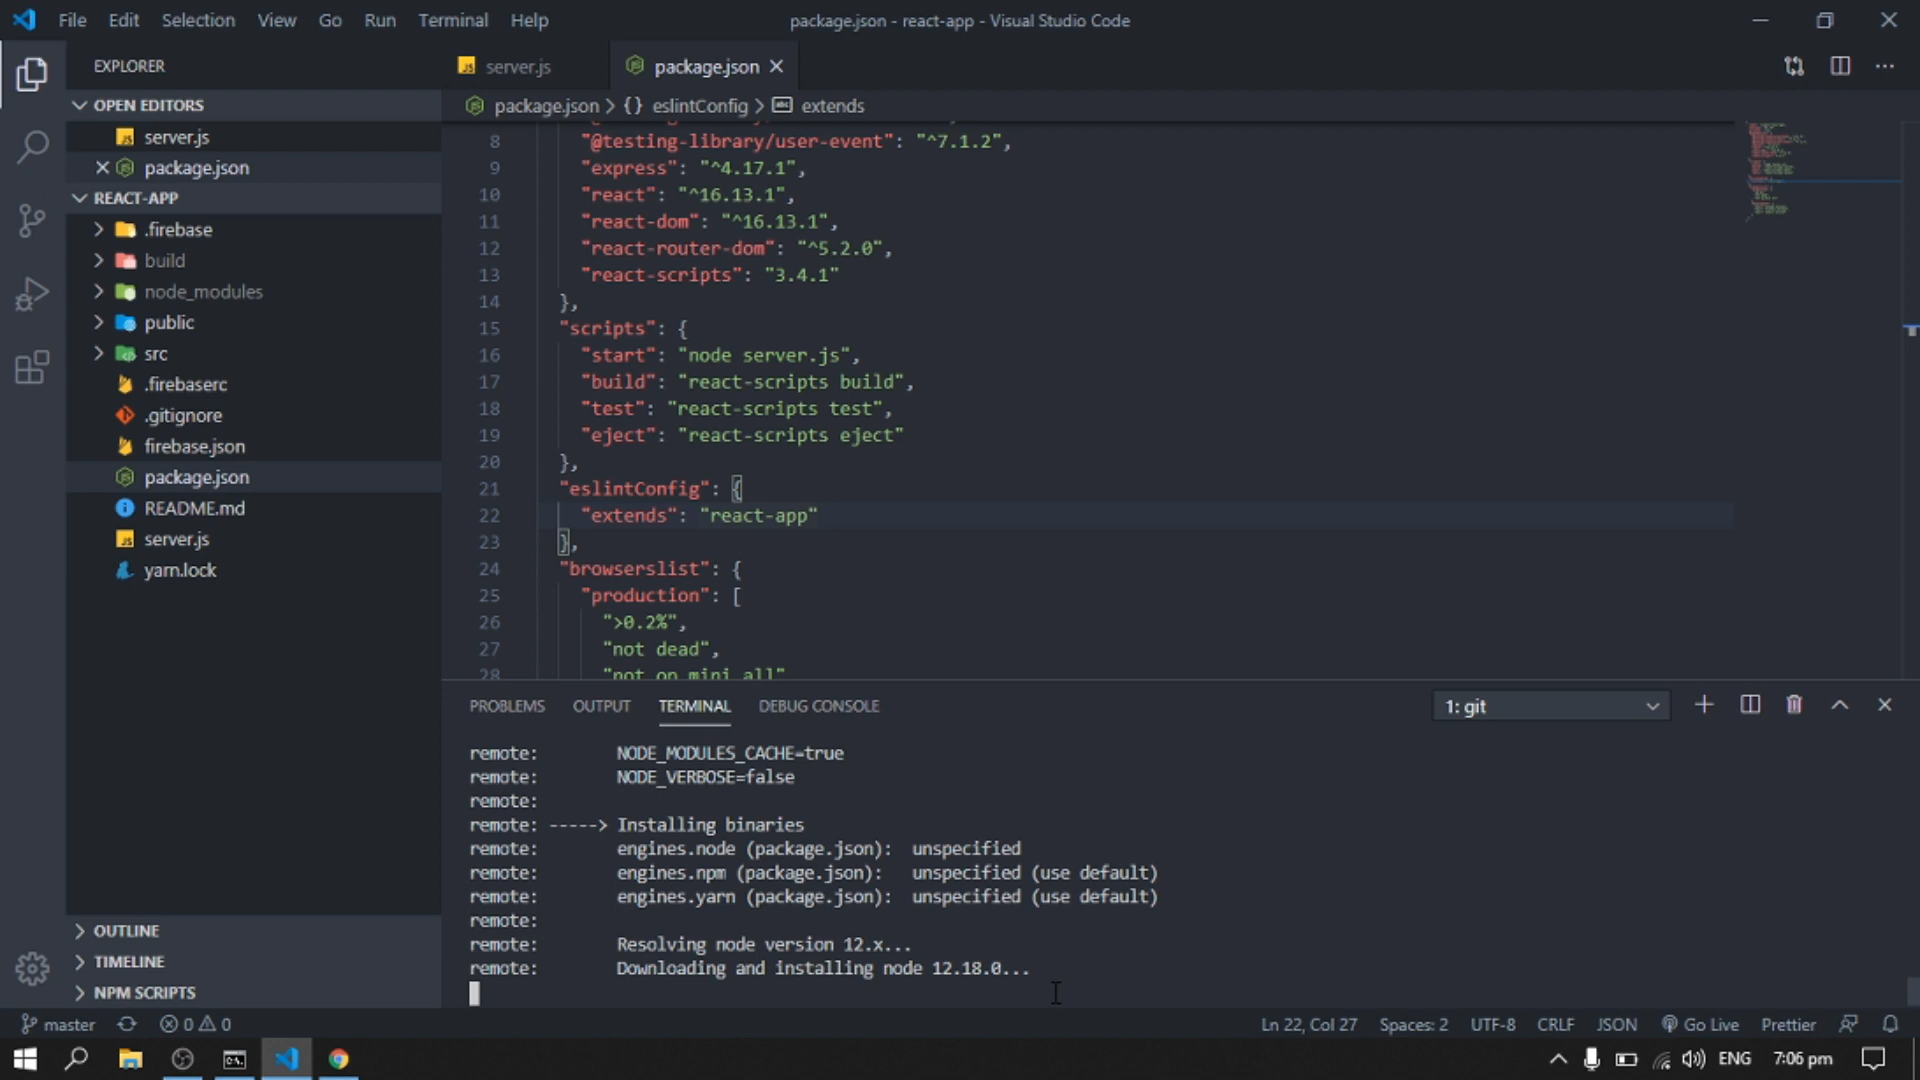 File Edit Selection View Go Run Terminal Help
package.json - react-app - Visual Studio Code
EXPLORER
OPEN EDITORS
server.js
package.json
REACT-APP
.firebase
build
node_modules
public
src
.firebaserc
.gitignore
firebase.json
package.json
README.md
server.js
yarn.lock
OUTLINE
TIMELINE
NPM SCRIPTS
server.js package.json
package.json > {} eslintConfig > extends
8 "@testing-library/user-event": "^7.1.2",
9 "express": "^4.17.1",
10 "react": "^16.13.1",
11 "react-dom": "^16.13.1",
12 "react-router-dom": "^5.2.0",
13 "react-scripts": "3.4.1"
14 },
15 "scripts": {
16 "start": "node server.js",
17 "build": "react-scripts build",
18 "test": "react-scripts test",
19 "eject": "react-scripts eject"
20 },
21 "eslintConfig": {
22 "extends": "react-app"
23 },
24 "browserslist": {
25 "production": [
26 ">0.2%",
27 "not dead",
28 "not op_mini all"
PROBLEMS OUTPUT TERMINAL DEBUG CONSOLE
1: git
remote: NODE_MODULES_CACHE=true
remote: NODE_VERBOSE=false
remote:
remote: -----> Installing binaries
remote: engines.node (package.json): unspecified
remote: engines.npm (package.json): unspecified (use default)
remote: engines.yarn (package.json): unspecified (use default)
remote:
remote: Resolving node version 12.x...
remote: Downloading and installing node 12.18.0...
master 0 0
Ln 22, Col 27 Spaces: 2 UTF-8 CRLF JSON Go Live Prettier
ENG 7:06 pm